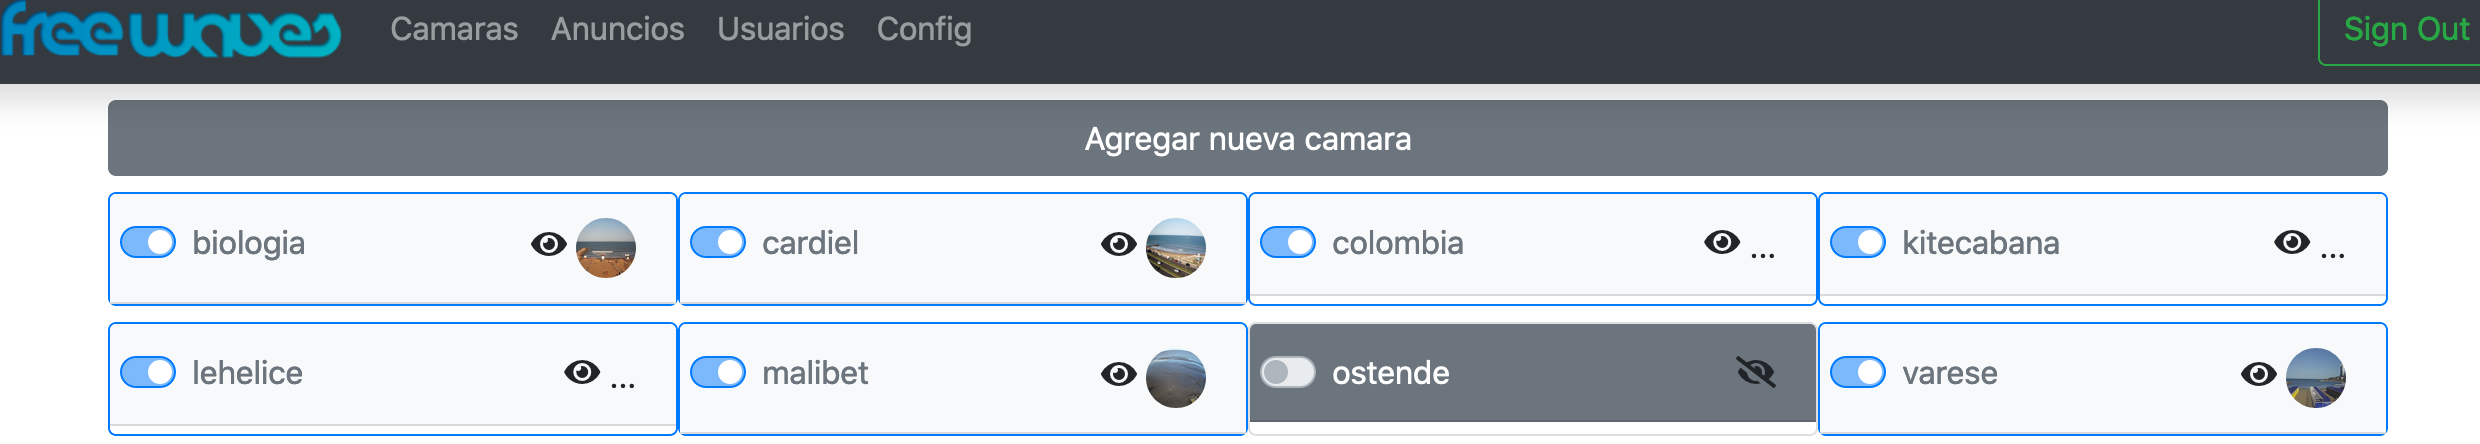 free waves Camaras Anuncios Usuarios Config Sign Out
Agregar nueva camara
biologia cardiel colombia ... kitecabana ...
lehelice ... malibet ostende varese